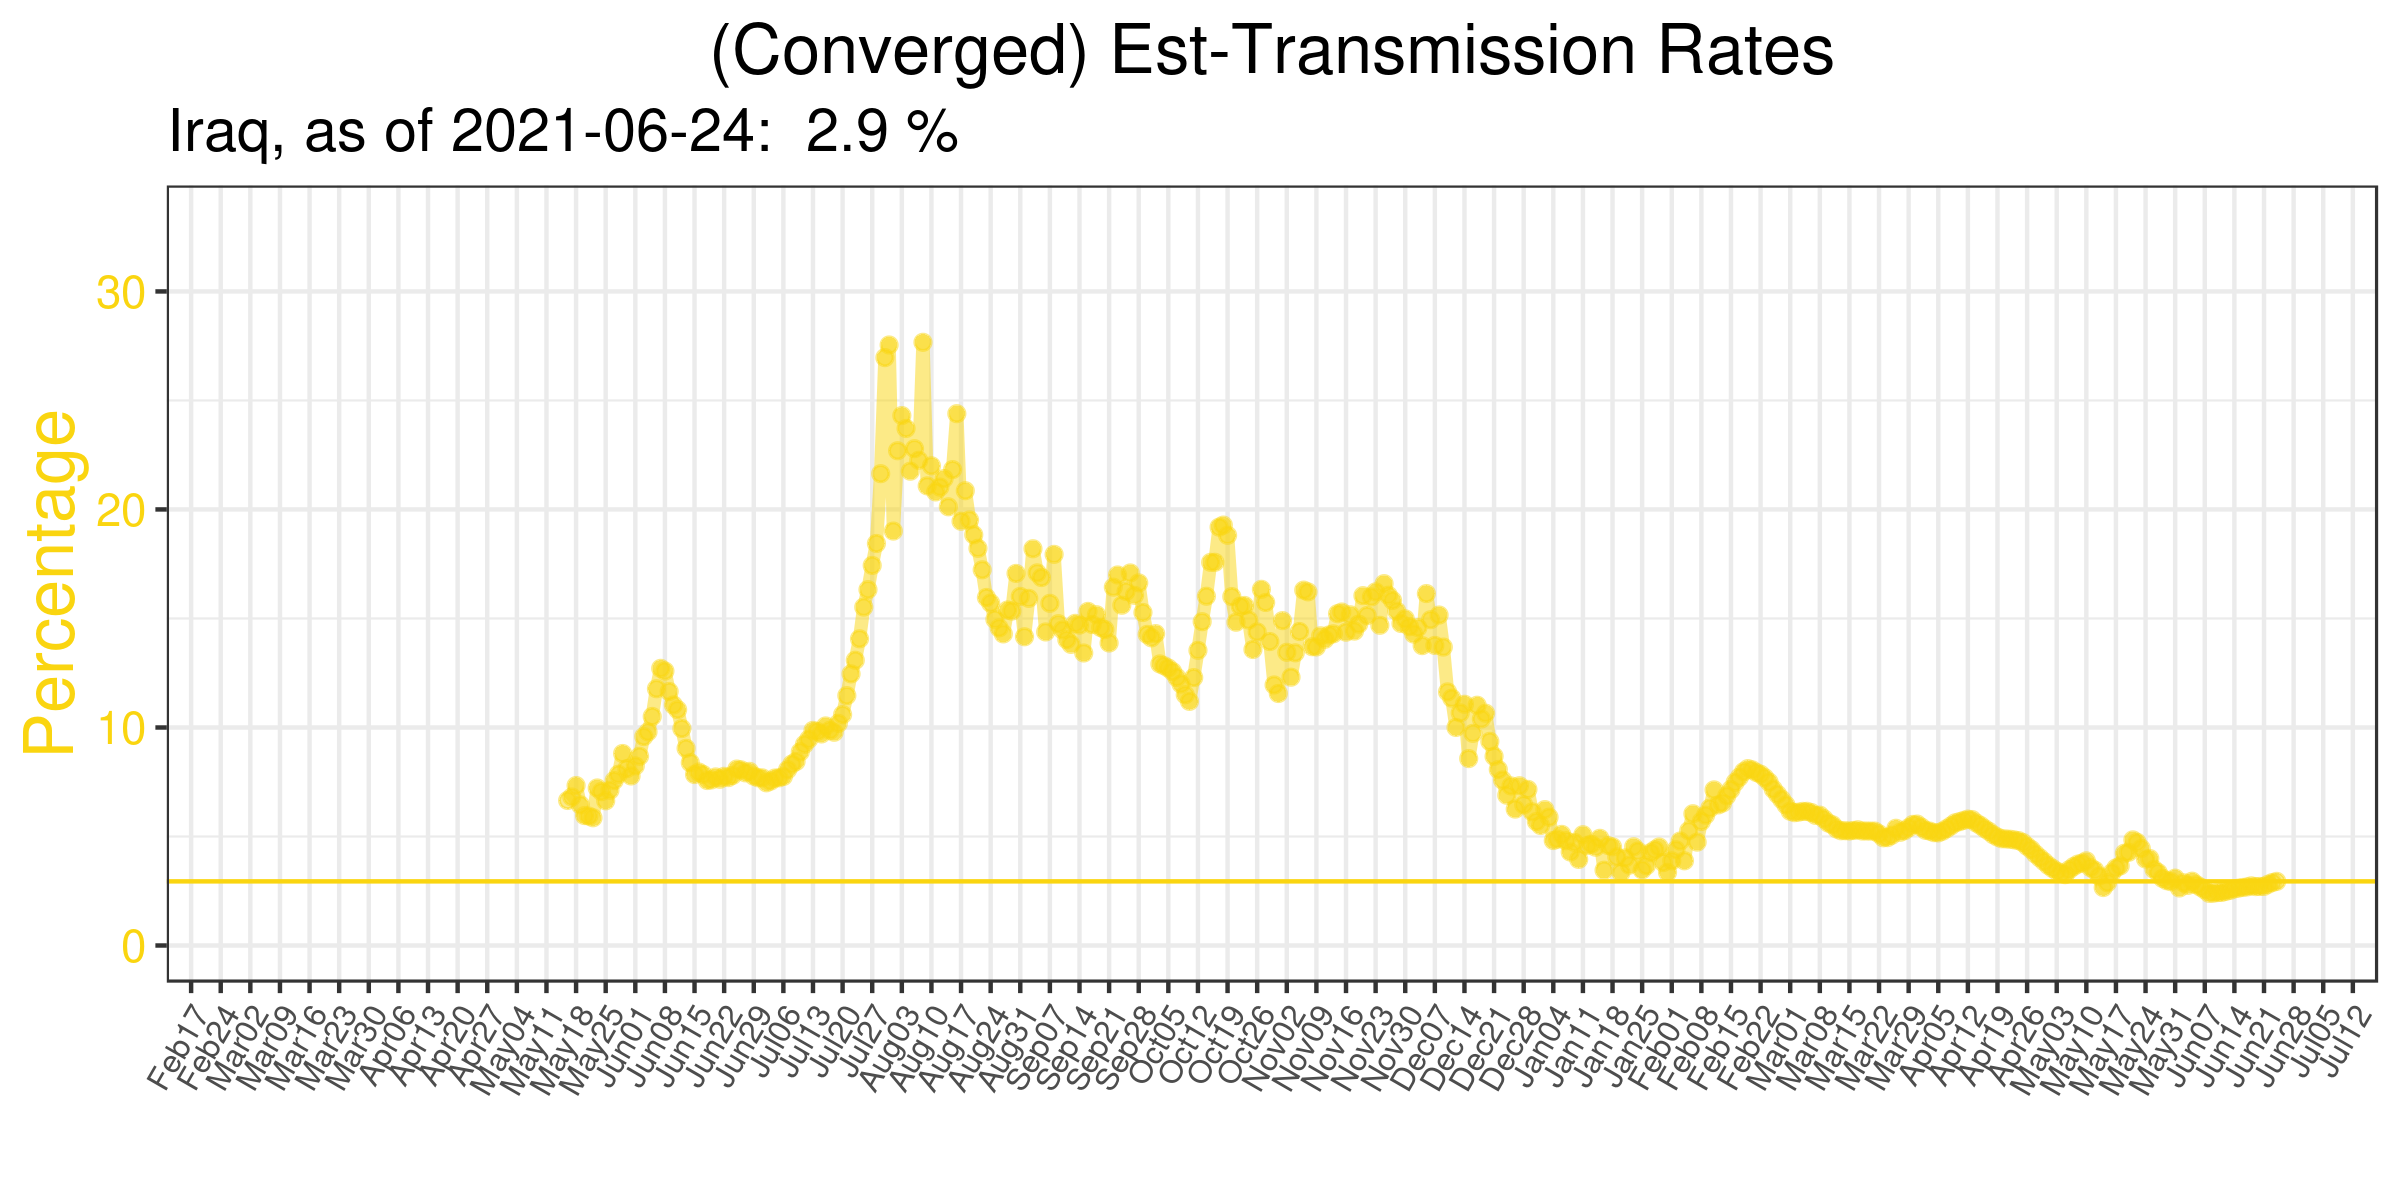 (Converged) Est-Transmission Rates
Iraq, as of 2021-06-24:  2.9 %
Percentage
30
20
10
0
Feb17
Feb24
Mar02
Mar09
Mar16
Mar23
Mar30
Apr06
Apr13
Apr20
Apr27
May04
May11
May18
May25
Jun01
Jun08
Jun15
Jun22
Jun29
Jul06
Jul13
Jul20
Jul27
Aug03
Aug10
Aug17
Aug24
Aug31
Sep07
Sep14
Sep21
Sep28
Oct05
Oct12
Oct19
Oct26
Nov02
Nov09
Nov16
Nov23
Nov30
Dec07
Dec14
Dec21
Dec28
Jan04
Jan11
Jan18
Jan25
Feb01
Feb08
Feb15
Feb22
Mar01
Mar08
Mar15
Mar22
Mar29
Apr05
Apr12
Apr19
Apr26
May03
May10
May17
May24
May31
Jun07
Jun14
Jun21
Jun28
Jul05
Jul12